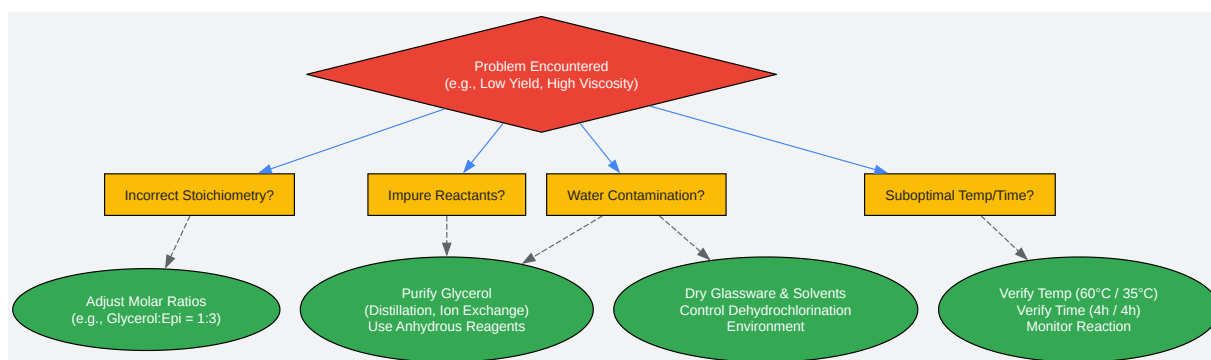 Problem Encountered
(e.g., Low Yield, High Viscosity)
Incorrect Stoichiometry?
Impure Reactants?
Water Contamination?
Suboptimal Temp/Time?
Adjust Molar Ratios
(e.g., Glycerol:Epi = 1:3)
Purify Glycerol
(Distillation, Ion Exchange)
Use Anhydrous Reagents
Dry Glassware & Solvents
Control Dehydrochlorination
Environment
Verify Temp (60°C / 35°C)
Verify Time (4h / 4h)
Monitor Reaction